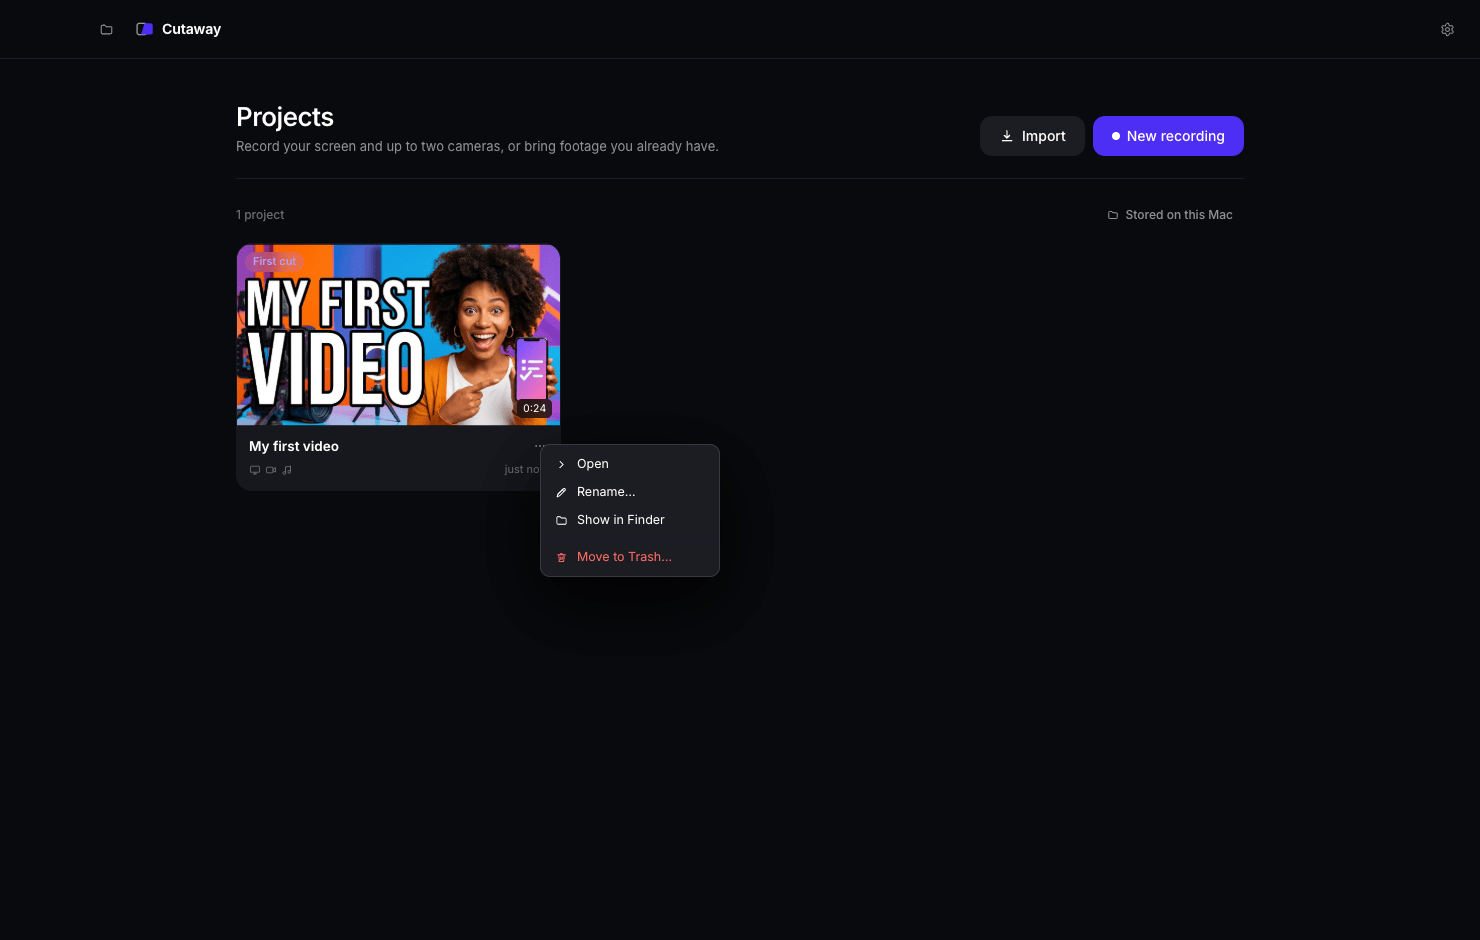 Cutaway
Projects
Record your screen and up to two cameras, or bring footage you already have.
Import
New recording
1 project
Stored on this Mac
First cut
MY FIRST
VIDEO
0:24
My first video
just no
Open
Rename...
Show in Finder
Move to Trash...